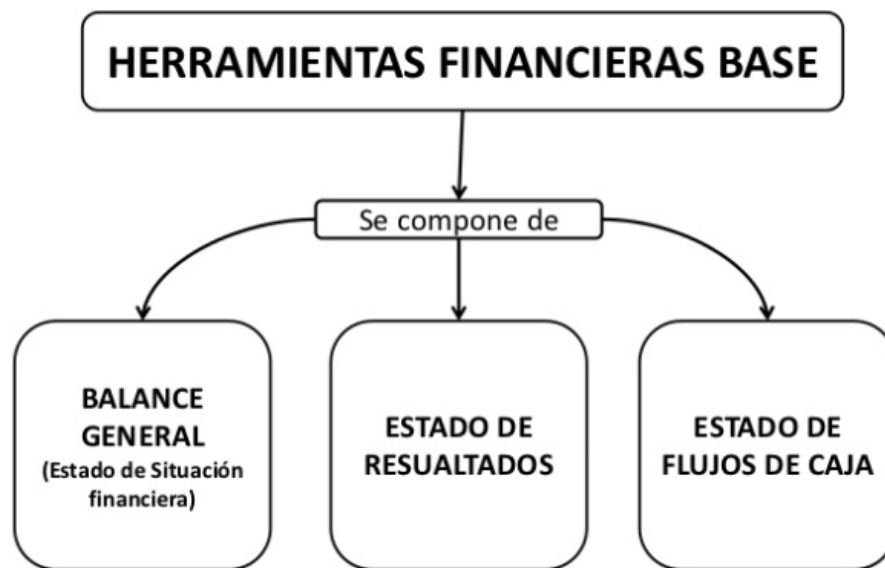 HERRAMIENTAS FINANCIERAS BASE
Se compone de
BALANCE
GENERAL
(Estado de Situación
financiera)
ESTADO DE
RESUALTADOS
ESTADO DE
FLUJOS DE CAJA